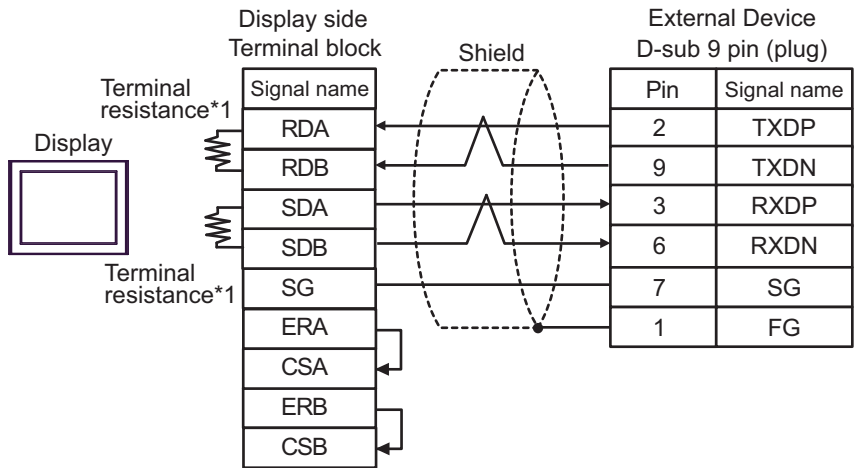 Display side
Terminal block
Shield
External Device
D-sub 9 pin (plug)
Terminal
resistance*1
Display
Signal name
RDA
RDB
SDA
SDB
SG
ERA
CSA
ERB
CSB
Terminal
resistance*1
Pin Signal name
2 TXDP
9 TXDN
3 RXDP
6 RXDN
7 SG
1 FG